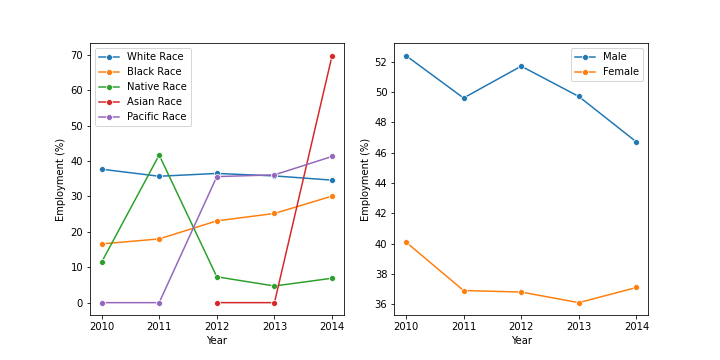 White Race
Black Race
Native Race
Asian Race
Pacific Race
Employment (%)
70
60
50
40
30
20
10
0
2010 2011 2012 2013 2014
Year
Male
Female
Employment (%)
52
50
48
46
44
42
40
38
36
2010 2011 2012 2013 2014
Year